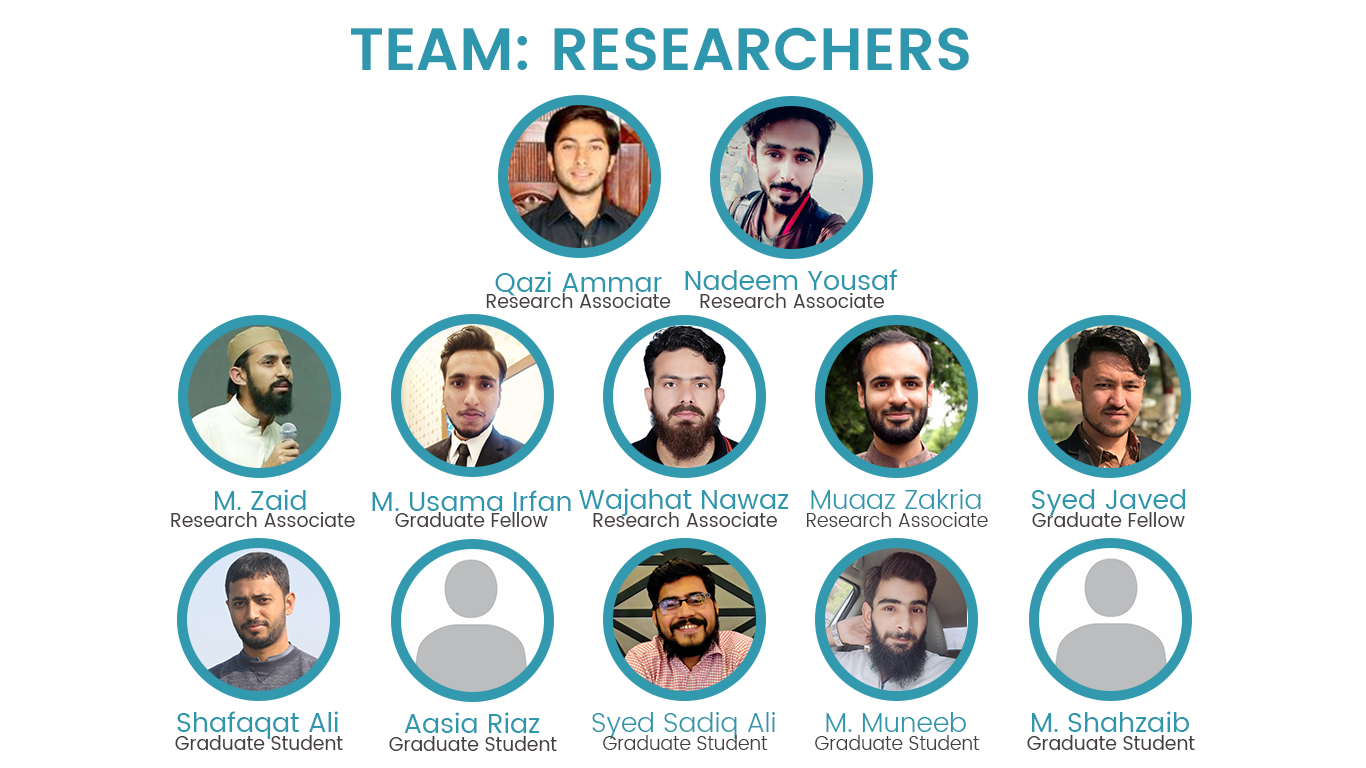 TEAM: RESEARCHERS
Qazi Ammar
Research Associate
Nadeem Yousaf
Research Associate
M. Zaid
Research Associate
M. Usama Irfan
Graduate Fellow
Wajahat Nawaz
Research Associate
Muaaz Zakria
Research Associate
Syed Javed
Graduate Fellow
Shafaqat Ali
Graduate Student
Aasia Riaz
Graduate Student
Syed Sadiq Ali
Graduate Student
M. Muneeb
Graduate Student
M. Shahzaib
Graduate Student